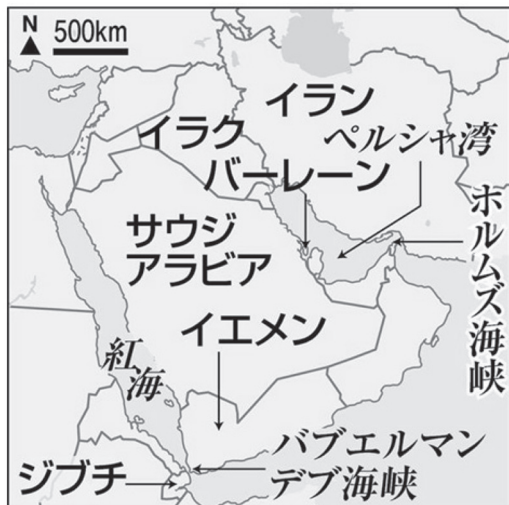 N
500km
イラン
ペルシャ湾
イラク
バーレーン
ホルムズ海峡
サウジ
アラビア
イエメン
紅海
バブエルマン
デブ海峡
ジブチ